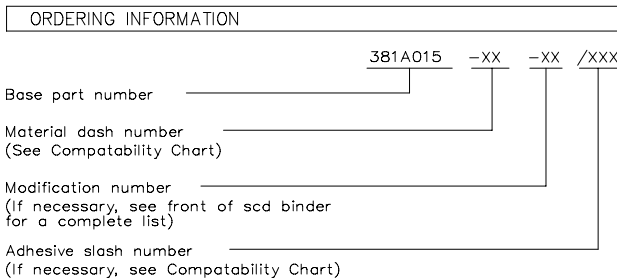 ORDERING INFORMATION
381A015 -XX -XX /XXX
Base part number
Material dash number
(See Compatability Chart)
Modification number
(If necessary, see front of scd binder
for a complete list)
Adhesive slash number
(If necessary, see Compatability Chart)